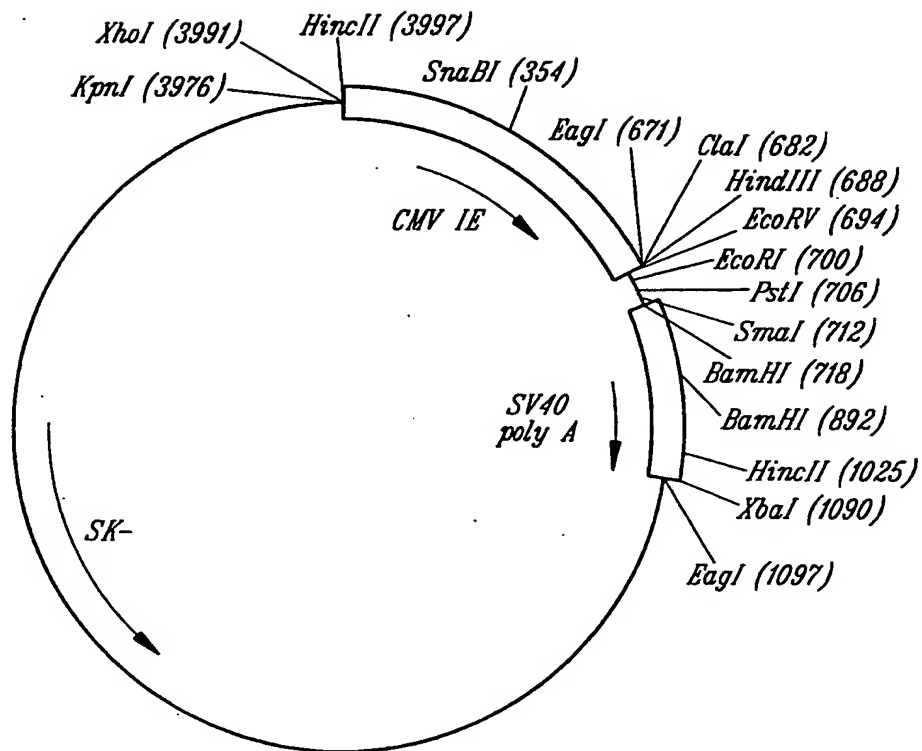 XhoI (3991)
HincII (3997)
KpnI (3976)
SnaBI (354)
EagI (671)
ClaI (682)
HindIII (688)
EcoRV (694)
EcoRI (700)
PstI (706)
SmaI (712)
BamHI (718)
BamHI (892)
HincII (1025)
XbaI (1090)
EagI (1097)
CMV IE
SV40
poly A
SK-